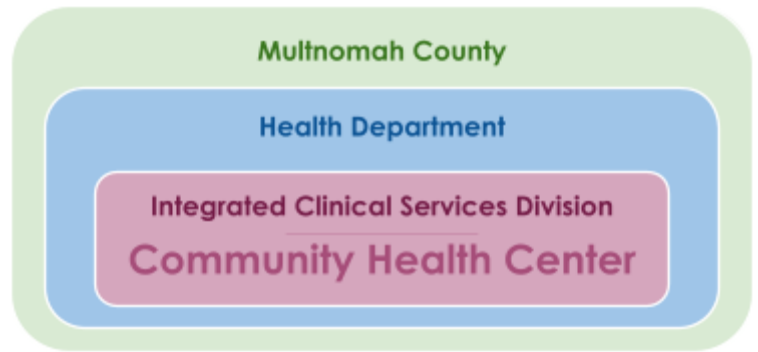 Multnomah County
Health Department
Integrated Clinical Services Division
Community Health Center